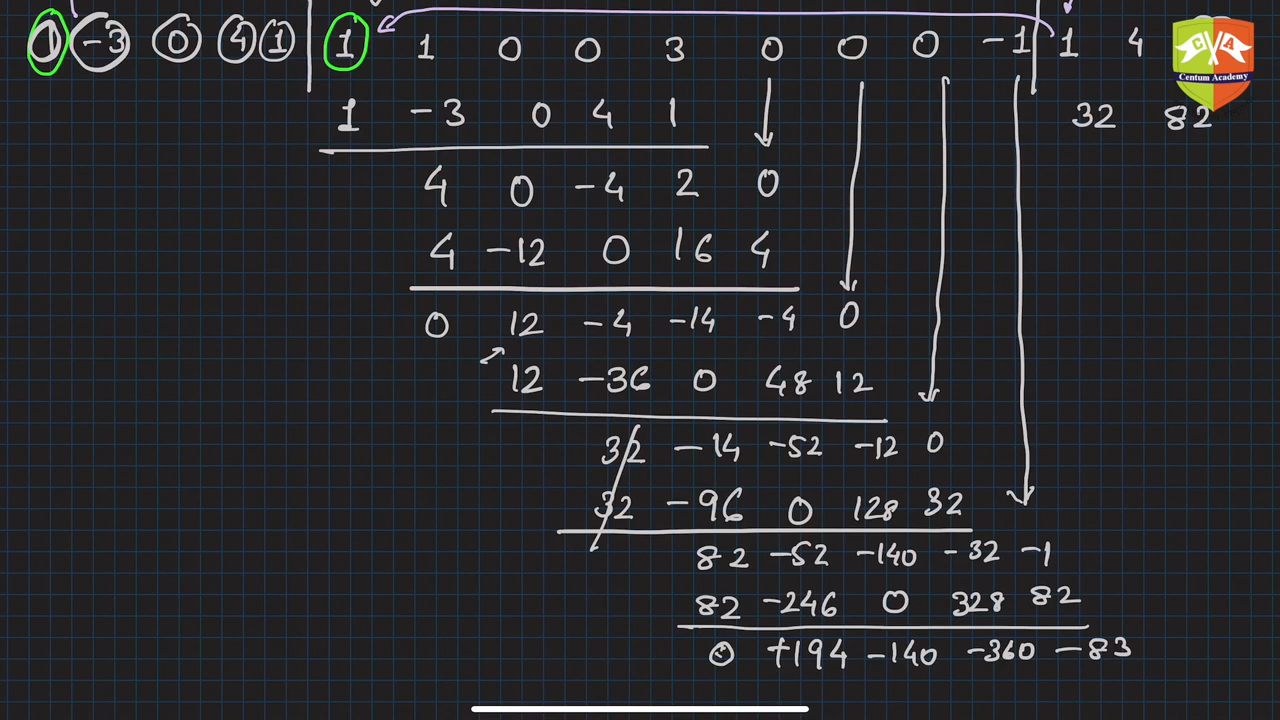 1 -3 0 4 1 1 1 0 0 3 0 0 0 -1 1 4
C A
Centum Academy
1 -3 0 4 1 32 82
4 0 -4 2 0
4 -12 0 16 4
0 12 -4 -14 -4 0
12 -36 0 48 12
32 -14 -52 -12 0
32 -96 0 128 32
82 -52 -140 -32 -1
82 -246 0 328 82
0 +194 -140 -360 -83